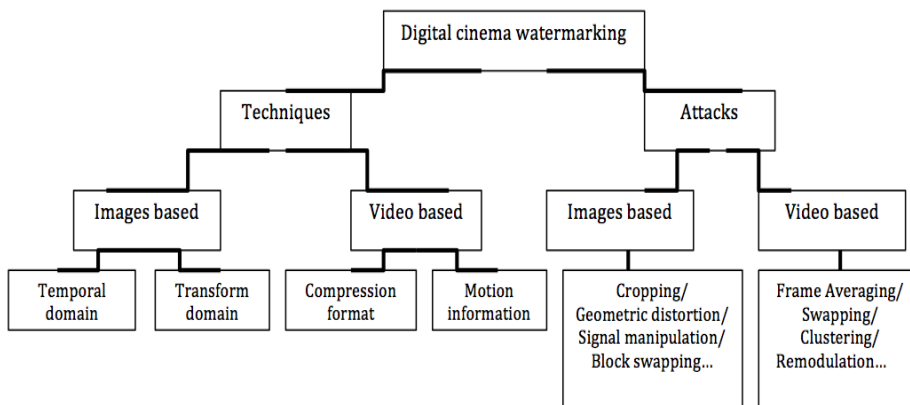 Digital cinema watermarking
Techniques
Attacks
Images based
Video based
Images based
Video based
Temporal
domain
Transform
domain
Compression
format
Motion
information
Cropping/
Geometric distortion/
Signal manipulation/
Block swapping...
Frame Averaging/
Swapping/
Clustering/
Remodulation...